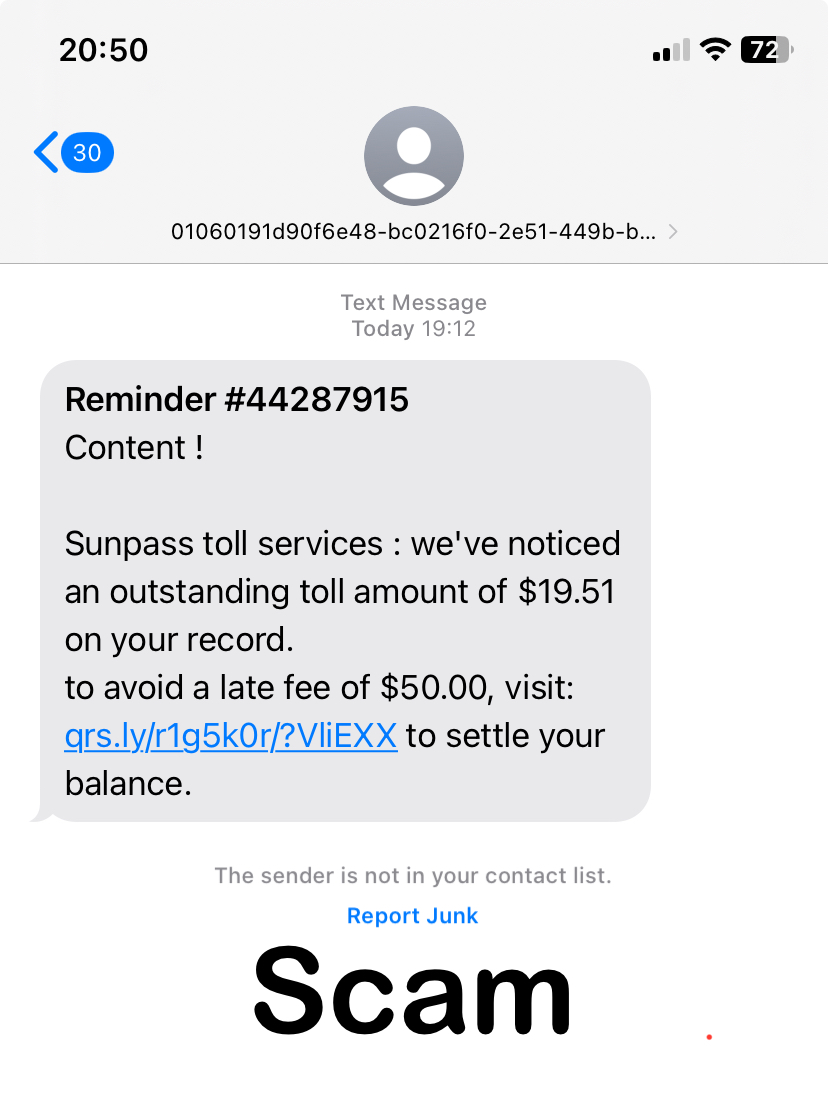 20:50
72
30
01060191d90f6e48-bc0216f0-2e51-449b-b...
Text Message
Today 19:12
Reminder #44287915
Content !
Sunpass toll services : we've noticed
an outstanding toll amount of $19.51
on your record.
to avoid a late fee of $50.00, visit:
qrs.ly/r1g5k0r/?VliEXX to settle your
balance.
The sender is not in your contact list.
Report Junk
Scam